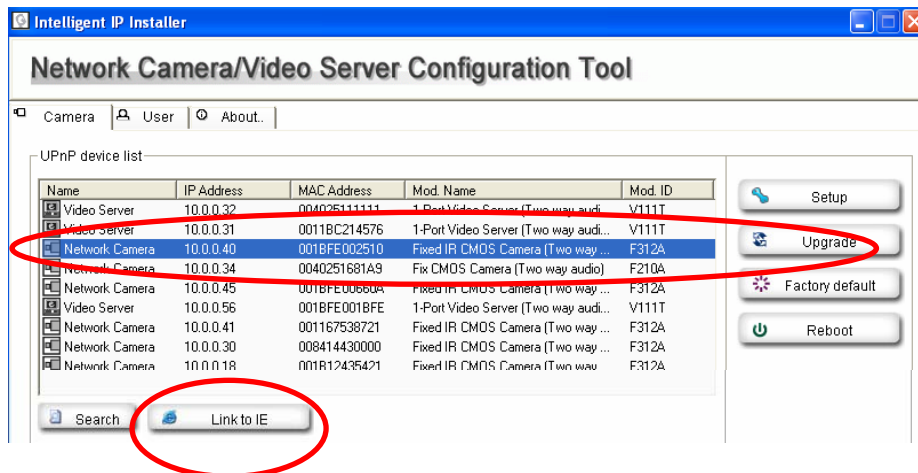 Intelligent IP Installer
Network Camera/Video Server Configuration Tool
Camera User About..
UPnP device list
Name IP Address MAC Address Mod. Name Mod. ID
Video Server 10.0.0.32 004025111111 1-Port Video Server (Two way audi... V111T
Video Server 10.0.0.31 0011BC214576 1-Port Video Server (Two way audi... V111T
Network Camera 10.0.0.40 001BFE002510 Fixed IR CMOS Camera (Two way ... F312A
Network Camera 10.0.0.34 0040251681A9 Fix CMOS Camera (Two way audio) F210A
Network Camera 10.0.0.45 001BFE00660A Fixed IR CMOS Camera (Two way ... F312A
Video Server 10.0.0.56 001BFE001BFE 1-Port Video Server (Two way audi... V111T
Network Camera 10.0.0.41 001167538721 Fixed IR CMOS Camera (Two way ... F312A
Network Camera 10.0.0.30 008414430000 Fixed IR CMOS Camera (Two way ... F312A
Network Camera 10.0.0.18 001B12435421 Fixed IR CMOS Camera (Two way F312A
Setup
Upgrade
Factory default
Reboot
Search Link to IE